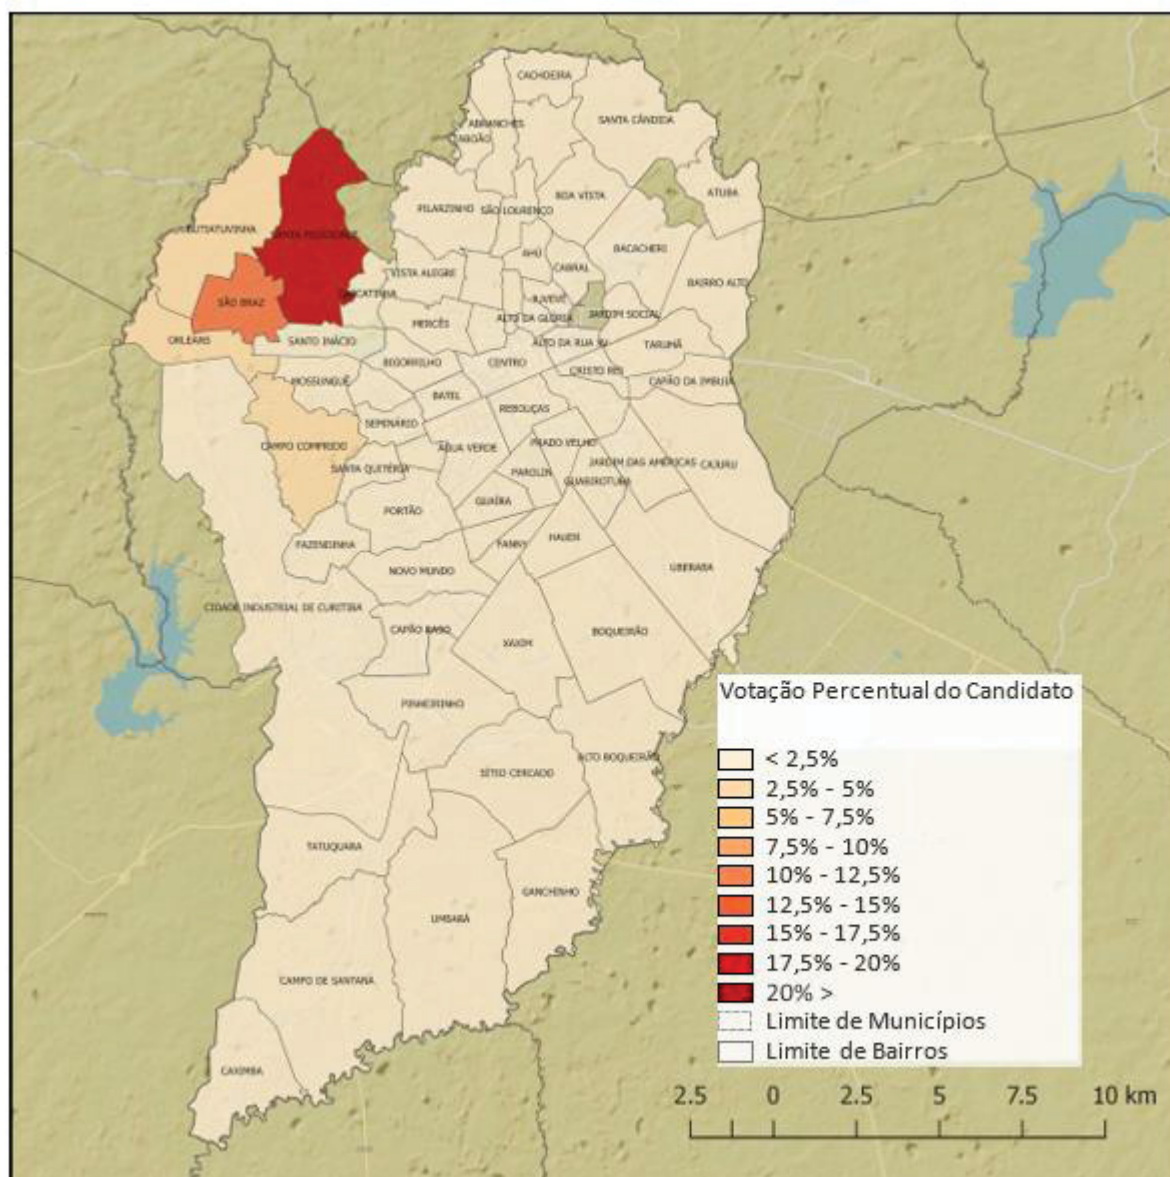 CACHOEIRA
ABRANCHES
SANTA CÂNDIDA
ATUBA
BOA VISTA
PILARZINHO
SÃO LOURENÇO
BUTIATUVINHA
SANTA FELICIDADE
AHÚ
BACACHERI
CABRAL
VISTA ALEGRE
BAIRRO ALTO
SÃO BRAZ
JUVEVÊ
ALTO DA GLÓRIA
JARDIM SOCIAL
MERCÊS
ORLEANS
SANTO INÁCIO
ALTO DA RUA XV
TARUMÃ
BIGORRILHO
CENTRO
CRISTO REI
MOSSUNGUÊ
CAPÃO DA IMBUIA
BATEL
REBOUÇAS
SEMINÁRIO
CAMPO COMPRIDO
ÁGUA VERDE
PRADO VELHO
JARDIM DAS AMÉRICAS
CAJURU
SANTA QUITÉRIA
PAROLIN
GUABIROTUBA
GUAÍRA
PORTÃO
FAZENDINHA
FANNY
HAUER
NOVO MUNDO
UBERABA
CIDADE INDUSTRIAL DE CURITIBA
CAPÃO RASO
XAXIM
BOQUEIRÃO
PINHEIRINHO
SÍTIO CERCADO
ALTO BOQUEIRÃO
TATUQUARA
GANCHINHO
UMBARÁ
CAMPO DE SANTANA
CAXIMBA
Votação Percentual do Candidato
< 2,5%
2,5% - 5%
5% - 7,5%
7,5% - 10%
10% - 12,5%
12,5% - 15%
15% - 17,5%
17,5% - 20%
20% >
Limite de Municípios
Limite de Bairros
2.5 0 2.5 5 7.5 10 km